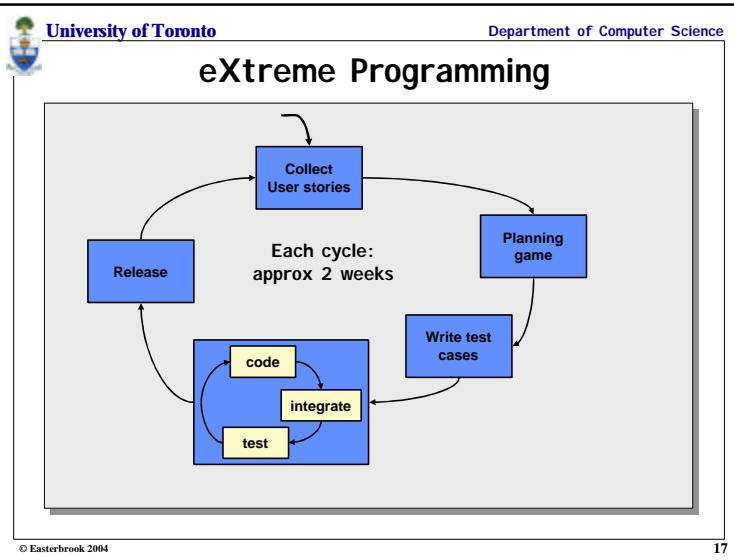 University of Toronto
Department of Computer Science
eXtreme Programming
Collect
User stories
Planning
game
Each cycle:
approx 2 weeks
Release
Write test
cases
code
integrate
test
© Easterbrook 2004
17